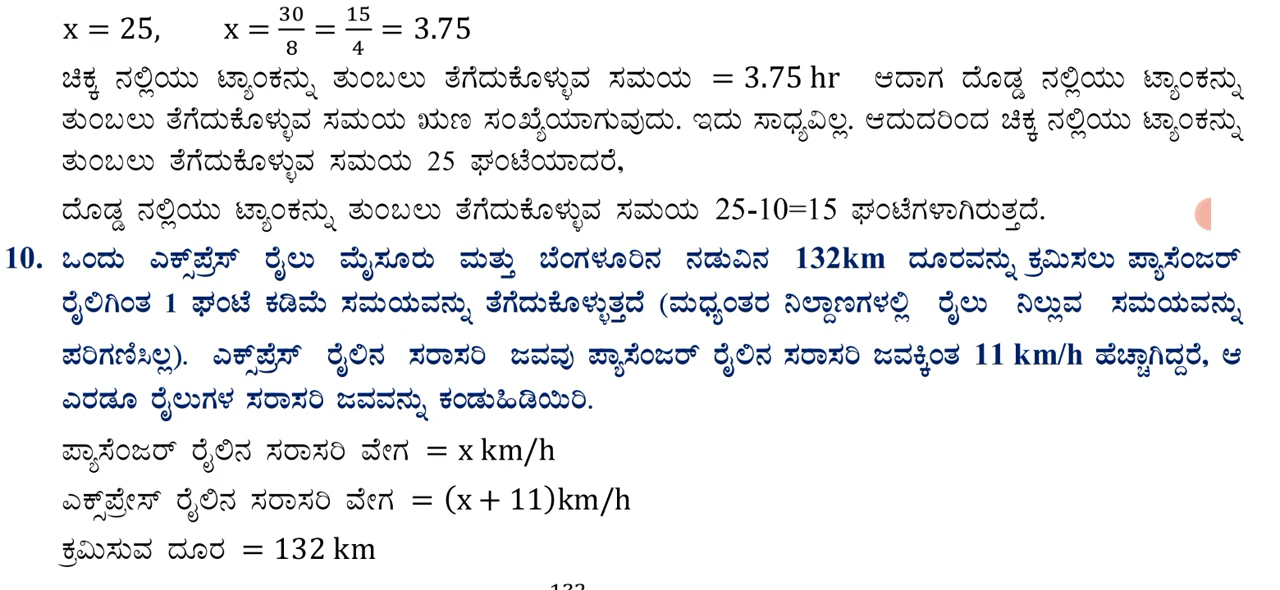 x = 25, x = 30/8 = 15/4 = 3.75
ಚಿಕ್ಕ ನಲ್ಲಿಯು ಟ್ಯಾಂಕನ್ನು ತುಂಬಲು ತೆಗೆದುಕೊಳ್ಳುವ ಸಮಯ = 3.75 hr ಆದಾಗ ದೊಡ್ಡ ನಲ್ಲಿಯು ಟ್ಯಾಂಕನ್ನು
ತುಂಬಲು ತೆಗೆದುಕೊಳ್ಳುವ ಸಮಯ ಋಣ ಸಂಖ್ಯೆಯಾಗುವುದು. ಇದು ಸಾಧ್ಯವಿಲ್ಲ. ಆದುದರಿಂದ ಚಿಕ್ಕ ನಲ್ಲಿಯು ಟ್ಯಾಂಕನ್ನು
ತುಂಬಲು ತೆಗೆದುಕೊಳ್ಳುವ ಸಮಯ 25 ಘಂಟೆಯಾದರೆ,
ದೊಡ್ಡ ನಲ್ಲಿಯು ಟ್ಯಾಂಕನ್ನು ತುಂಬಲು ತೆಗೆದುಕೊಳ್ಳುವ ಸಮಯ 25-10=15 ಘಂಟೆಗಳಾಗಿರುತ್ತದೆ.
10. ಒಂದು ಎಕ್ಸ್‌ಪ್ರೆಸ್ ರೈಲು ಮೈಸೂರು ಮತ್ತು ಬೆಂಗಳೂರಿನ ನಡುವಿನ 132km ದೂರವನ್ನು ಕ್ರಮಿಸಲು ಪ್ಯಾಸೆಂಜರ್
ರೈಲಿಗಿಂತ 1 ಘಂಟೆ ಕಡಿಮೆ ಸಮಯವನ್ನು ತೆಗೆದುಕೊಳ್ಳುತ್ತದೆ (ಮಧ್ಯಂತರ ನಿಲ್ದಾಣಗಳಲ್ಲಿ ರೈಲು ನಿಲ್ಲುವ ಸಮಯವನ್ನು
ಪರಿಗಣಿಸಿಲ್ಲ). ಎಕ್ಸ್‌ಪ್ರೆಸ್ ರೈಲಿನ ಸರಾಸರಿ ಜವವು ಪ್ಯಾಸೆಂಜರ್ ರೈಲಿನ ಸರಾಸರಿ ಜವಕ್ಕಿಂತ 11 km/h ಹೆಚ್ಚಾಗಿದ್ದರೆ, ಆ
ಎರಡೂ ರೈಲುಗಳ ಸರಾಸರಿ ಜವವನ್ನು ಕಂಡುಹಿಡಿಯಿರಿ.
ಪ್ಯಾಸೆಂಜರ್ ರೈಲಿನ ಸರಾಸರಿ ವೇಗ = x km/h
ಎಕ್ಸ್‌ಪ್ರೇಸ್ ರೈಲಿನ ಸರಾಸರಿ ವೇಗ = (x + 11)km/h
ಕ್ರಮಿಸುವ ದೂರ = 132 km